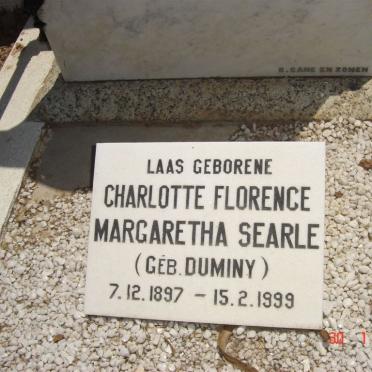 R. CANE EN ZONEN
LAAS GEBORENE
CHARLOTTE FLORENCE
MARGARETHA SEARLE
(GEB. DUMINY)
7.12.1897 – 15.2.1999